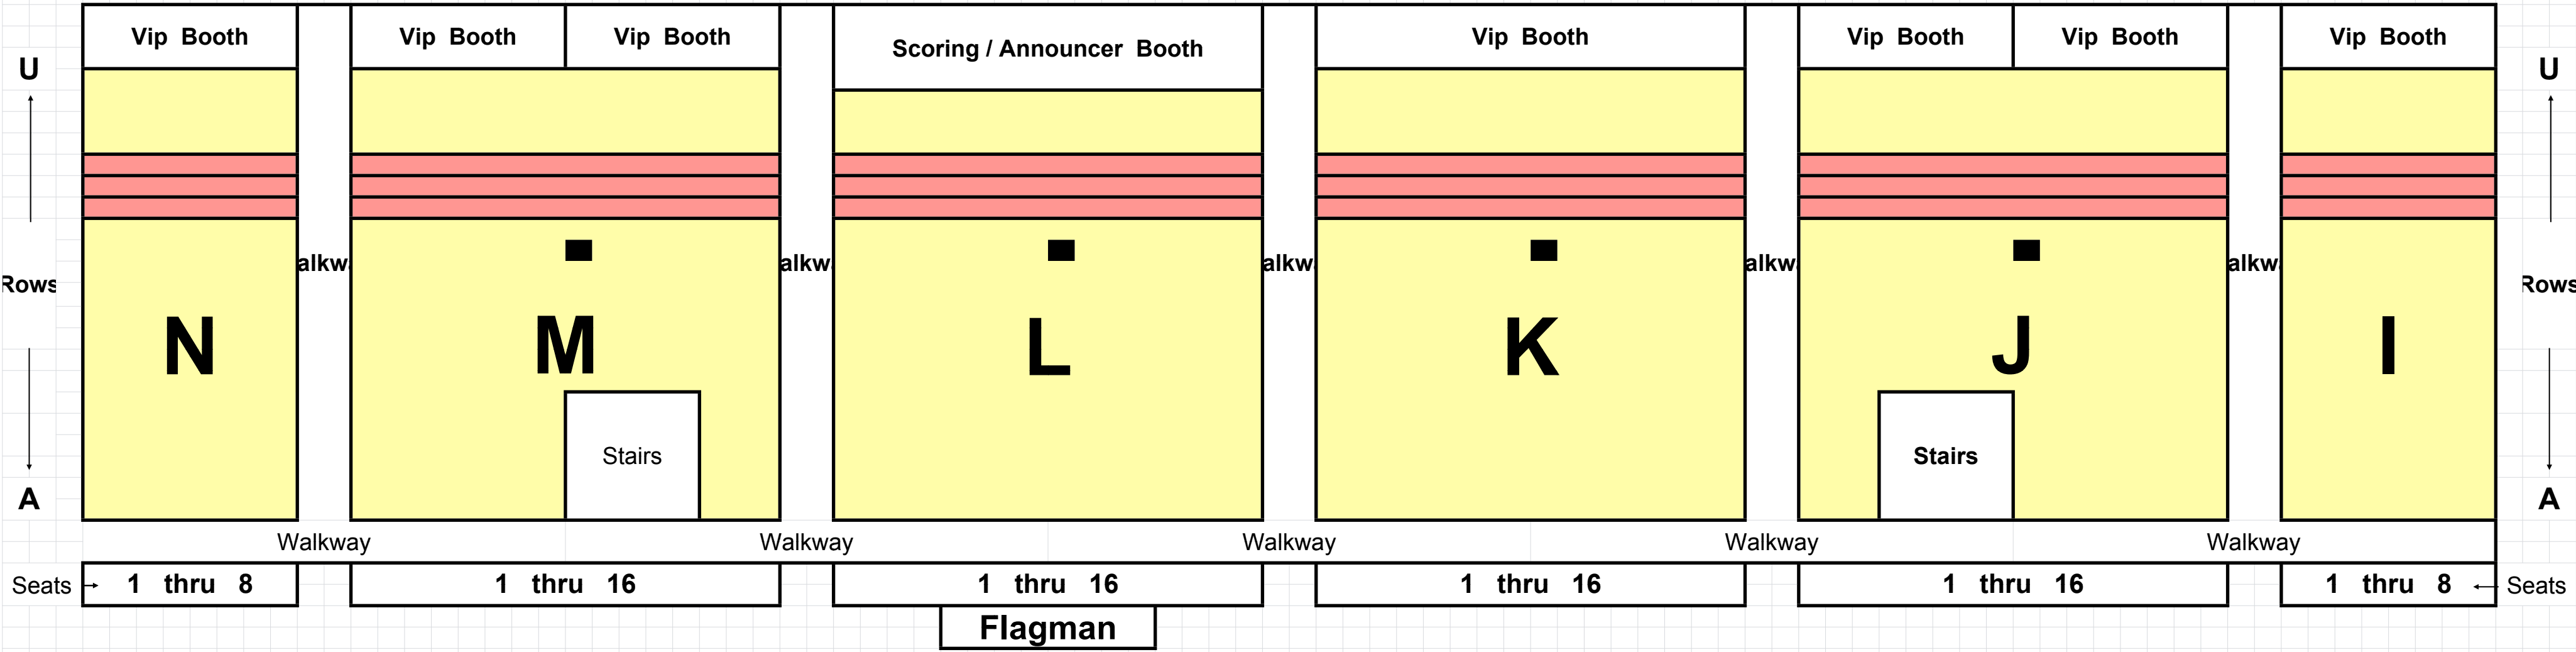 Vip Booth
Vip Booth
Vip Booth
Scoring / Announcer Booth
Vip Booth
Vip Booth
Vip Booth
Vip Booth
U
U
alkw
alkw
alkw
alkw
alkw
Rows
Rows
N
M
L
K
J
I
Stairs
Stairs
A
A
Walkway
Walkway
Walkway
Walkway
Walkway
Seats
1 thru 8
1 thru 16
1 thru 16
1 thru 16
1 thru 16
1 thru 8
Seats
Flagman